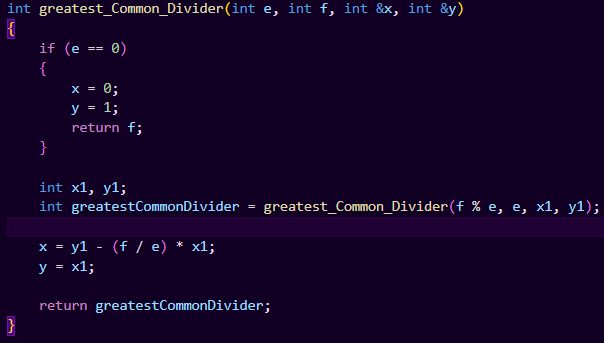 int greatest_Common_Divider(int e, int f, int &x, int &y)
{
    if (e == 0)
    {
        x = 0;
        y = 1;
        return f;
    }

    int x1, y1;
    int greatestCommonDivider = greatest_Common_Divider(f % e, e, x1, y1);

    x = y1 - (f / e) * x1;
    y = x1;

    return greatestCommonDivider;
}